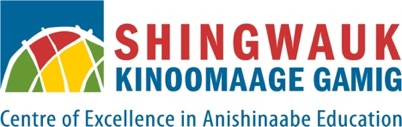 SHINGWAUK
KINOOMAAGE GAMIG
Centre of Excellence in Anishinaabe Education